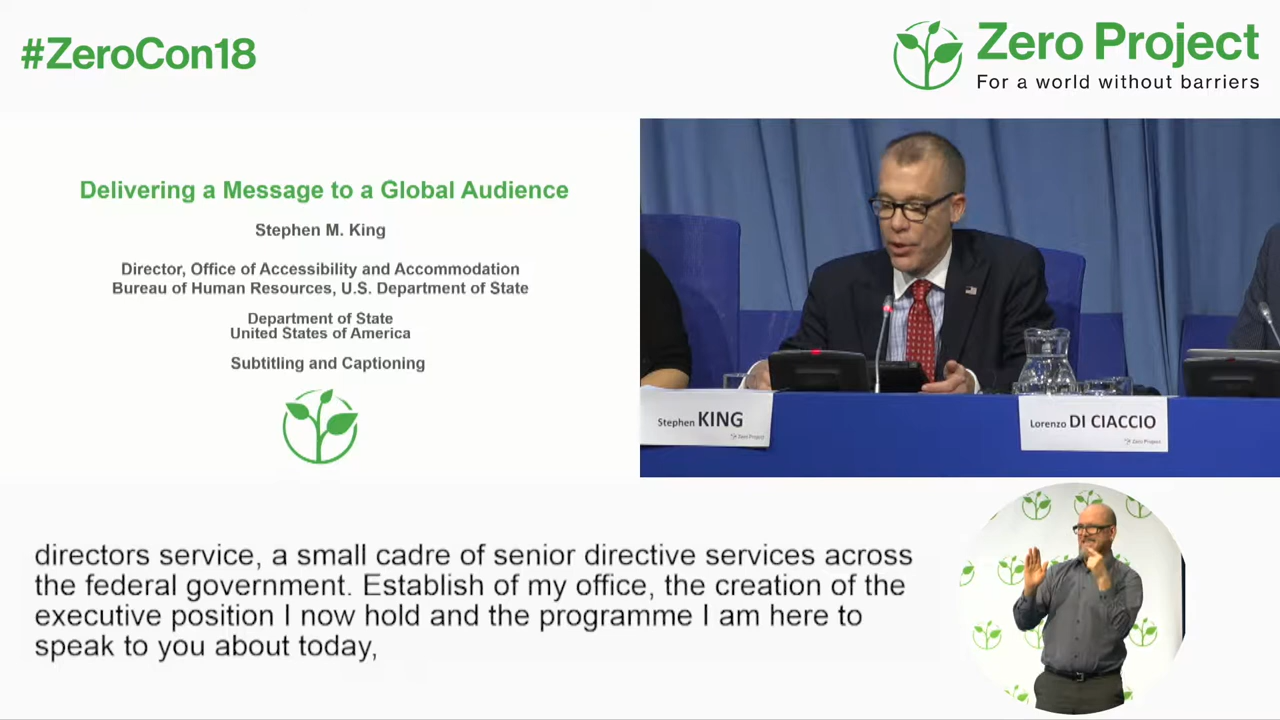 #ZeroCon18
Zero Project
For a world without barriers
Delivering a Message to a Global Audience
Stephen M. King
Director, Office of Accessibility and Accommodation
Bureau of Human Resources, U.S. Department of State
Department of State
United States of America
Subtitling and Captioning
Stephen KING
Zero Project
Lorenzo DI CIACCIO
Zero Project
directors service, a small cadre of senior directive services across
the federal government. Establish of my office, the creation of the
executive position I now hold and the programme I am here to
speak to you about today,